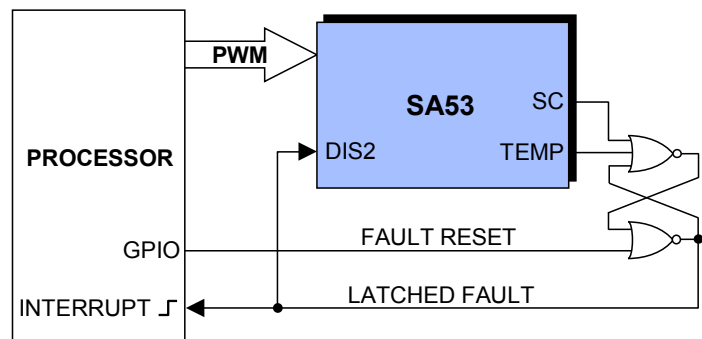 PWM
SA53
SC
PROCESSOR
DIS2
TEMP
GPIO
FAULT RESET
INTERRUPT
LATCHED FAULT